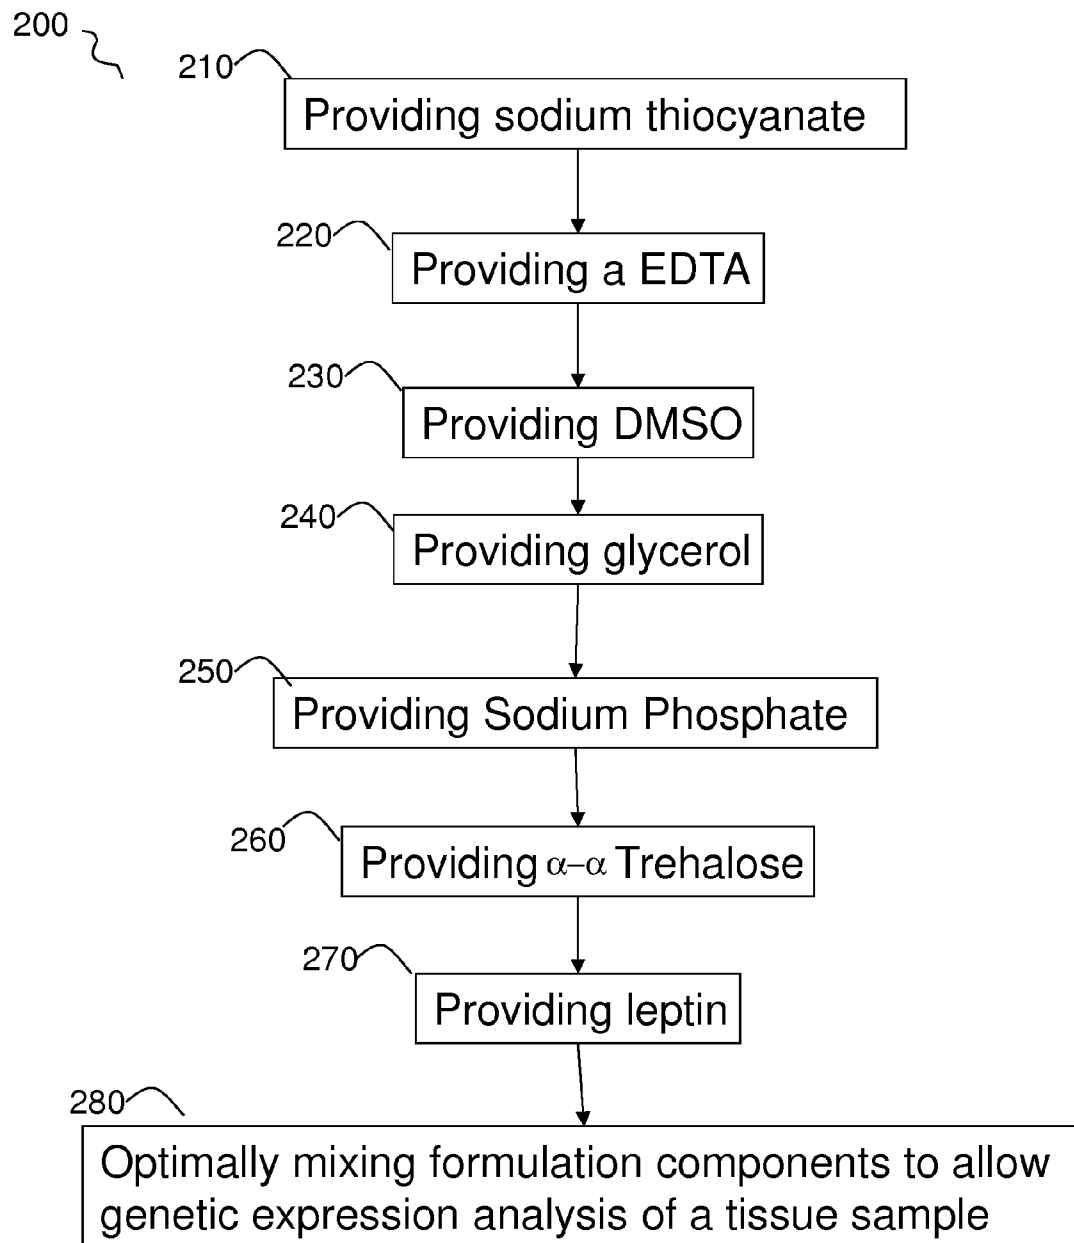 200
210
Providing sodium thiocyanate
220
Providing a EDTA
230
Providing DMSO
240
Providing glycerol
250
Providing Sodium Phosphate
260
Providing α–α Trehalose
270
Providing leptin
280
Optimally mixing formulation components to allow
genetic expression analysis of a tissue sample